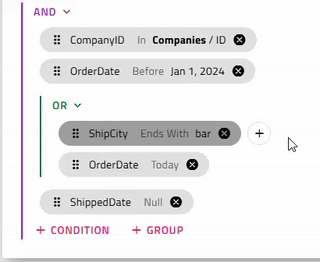 AND
CompanyID In Companies / ID
OrderDate Before Jan 1, 2024
OR
ShipCity Ends With bar
OrderDate Today
ShippedDate Null
+ CONDITION + GROUP